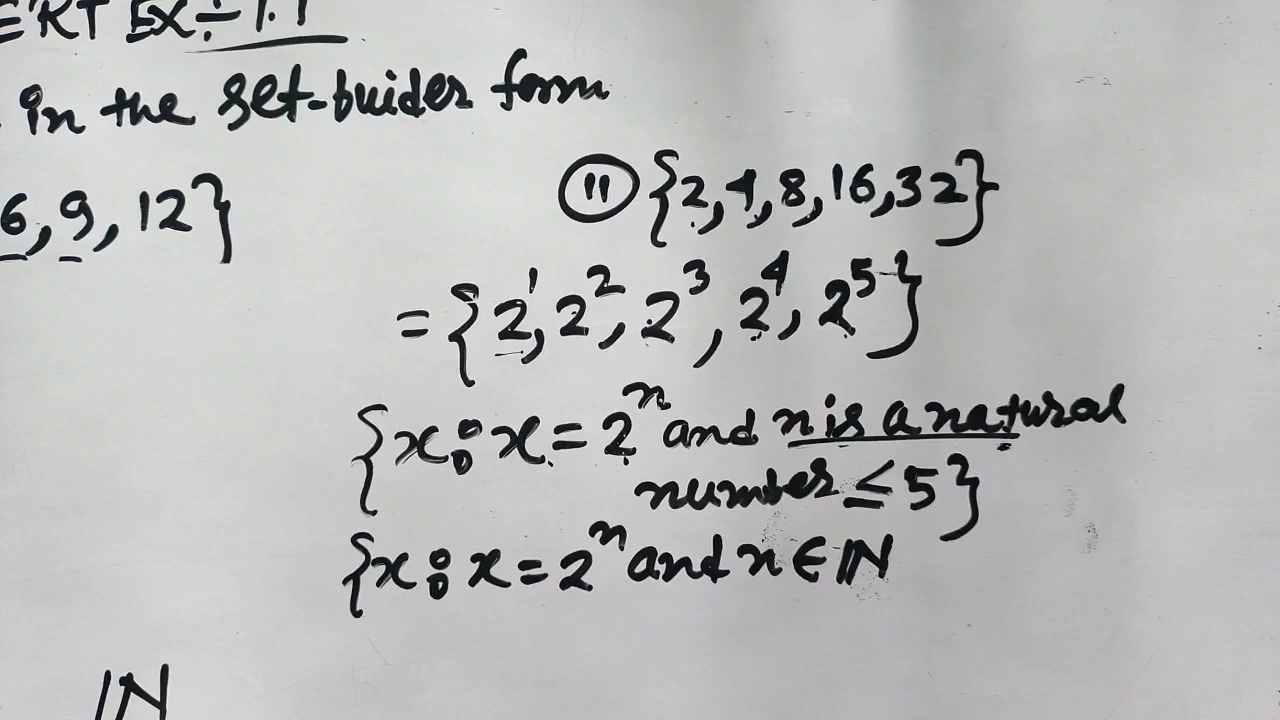 Ex÷1.1
in the set-buider form
6, 9, 12}
(11) {2, 4, 8, 16, 32}
= {2¹, 2², 2³, 2⁴, 2⁵}
{x : x = 2ⁿ and n is a natural
number ≤ 5}
{x : x = 2ⁿ and n ∈ ℕ
ℕ